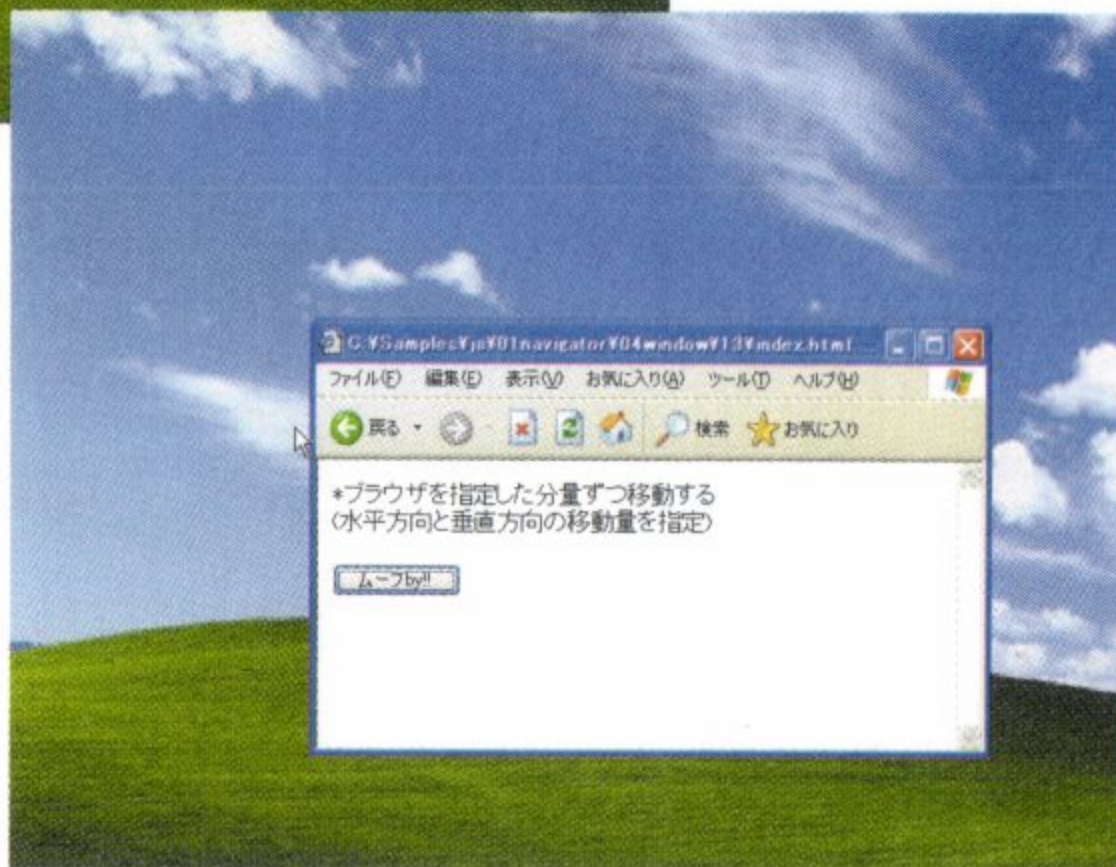 C:¥Samples¥js¥01navigator¥04window¥13¥index.html
ファイル(F) 編集(E) 表示(V) お気に入り(A) ツール(T) ヘルプ(H)
戻る 検索 お気に入り
*ブラウザを指定した分量ずつ移動する
(水平方向と垂直方向の移動量を指定)
ムーブby!!